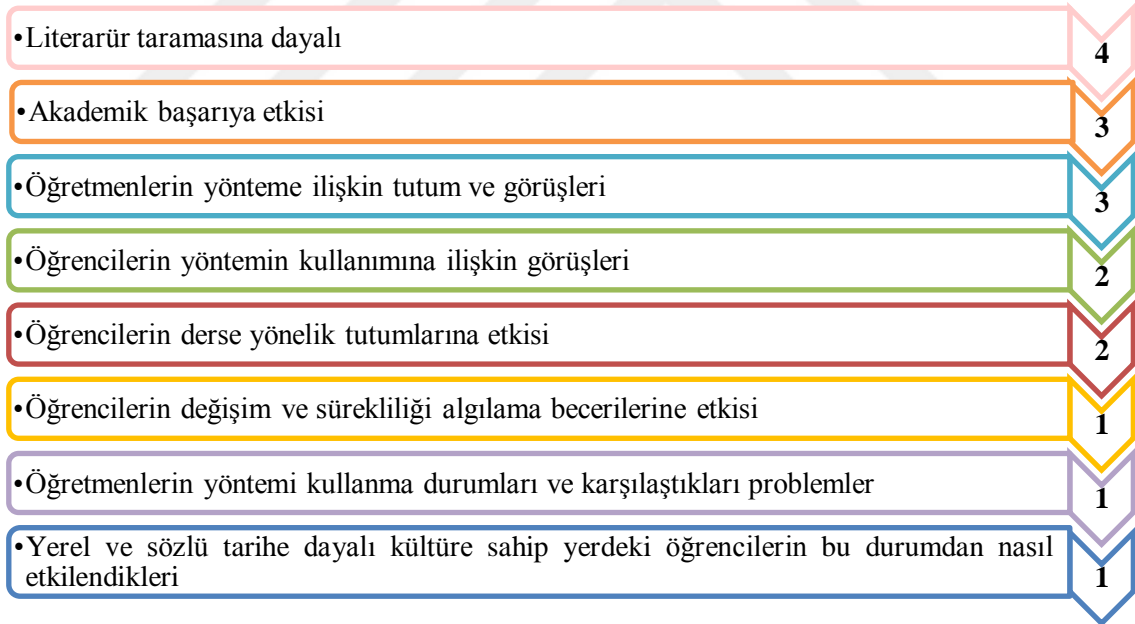 •Literarür taramasına dayalı
4
•Akademik başarıya etkisi
3
•Öğretmenlerin yönteme ilişkin tutum ve görüşleri
3
•Öğrencilerin yöntemin kullanımına ilişkin görüşleri
2
•Öğrencilerin derse yönelik tutumlarına etkisi
2
•Öğrencilerin değişim ve sürekliliği algılama becerilerine etkisi
1
•Öğretmenlerin yöntemi kullanma durumları ve karşılaştıkları problemler
1
•Yerel ve sözlü tarihe dayalı kültüre sahip yerdeki öğrencilerin bu durumdan nasıl
etkilendikleri
1